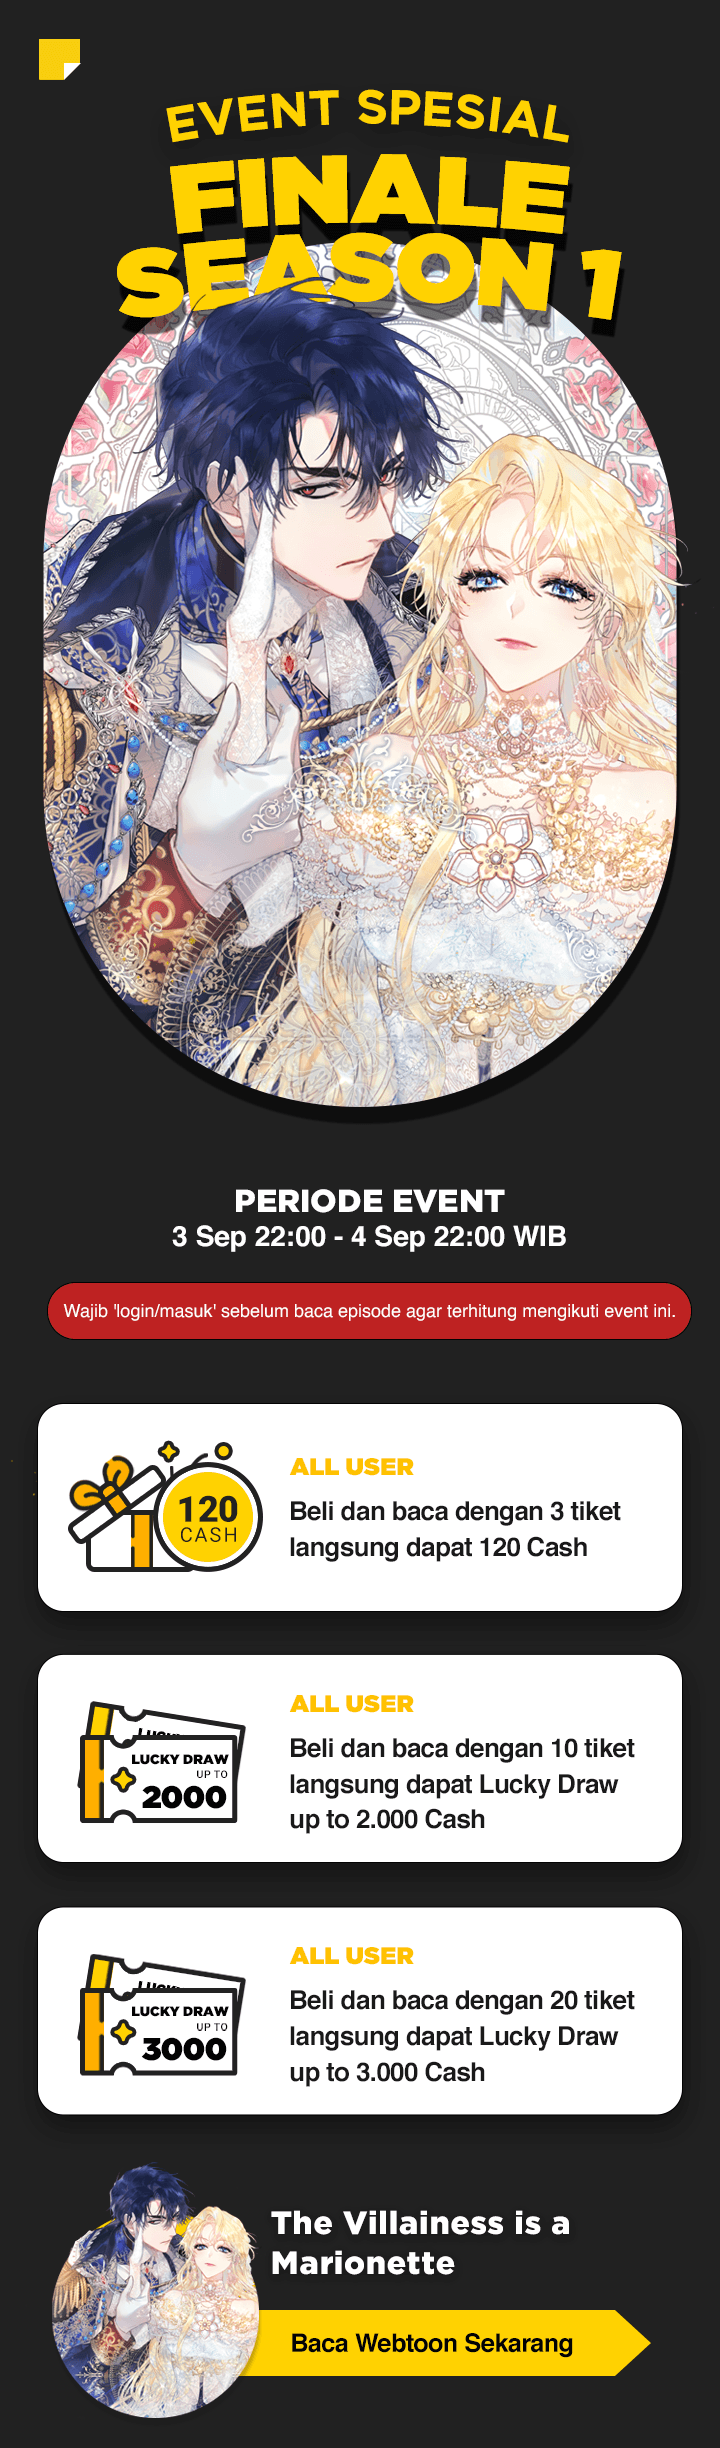 EVENT SPESIAL
FINALE
SEASON 1
PERIODE EVENT
3 Sep 22:00 - 4 Sep 22:00 WIB
Wajib 'login/masuk' sebelum baca episode agar terhitung mengikuti event ini.
120
CASH
ALL USER
Beli dan baca dengan 3 tiket
langsung dapat 120 Cash
LUCKY DRAW
UP TO
2000
ALL USER
Beli dan baca dengan 10 tiket
langsung dapat Lucky Draw
up to 2.000 Cash
LUCKY DRAW
UP TO
3000
ALL USER
Beli dan baca dengan 20 tiket
langsung dapat Lucky Draw
up to 3.000 Cash
The Villainess is a
Marionette
Baca Webtoon Sekarang